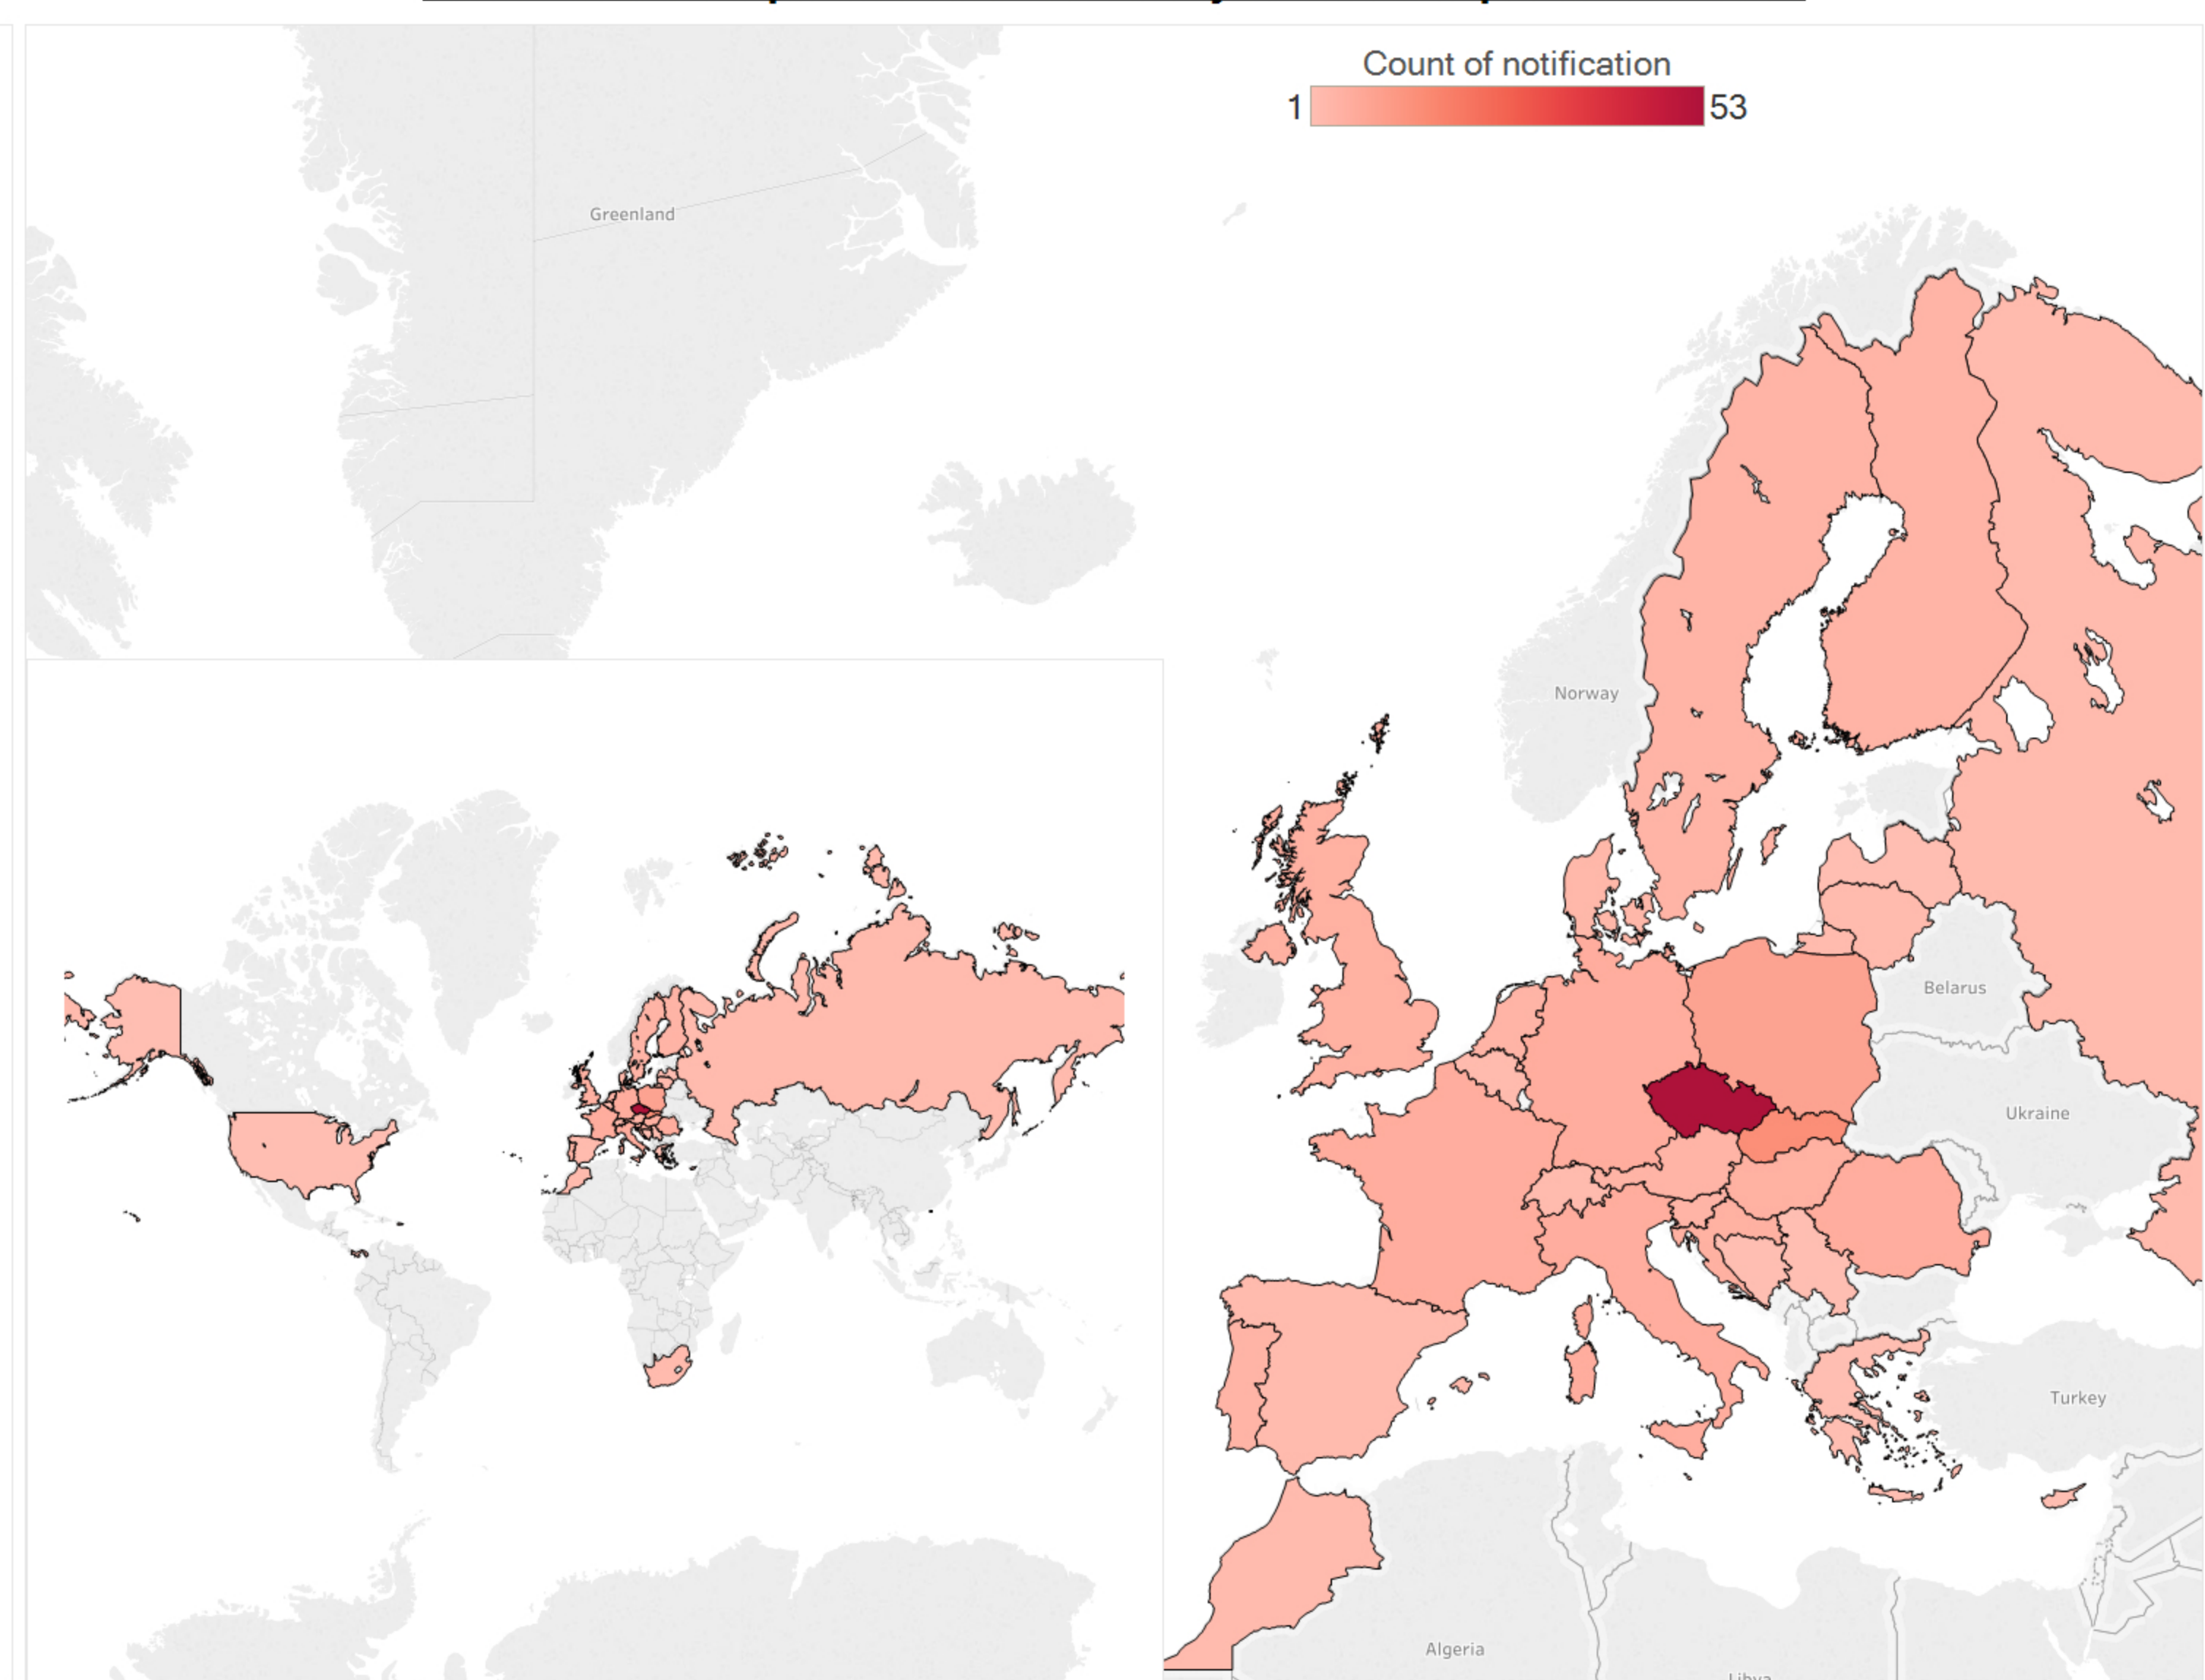 Count of notification
1 53
Greenland
Norway
Belarus
Ukraine
Turkey
Algeria